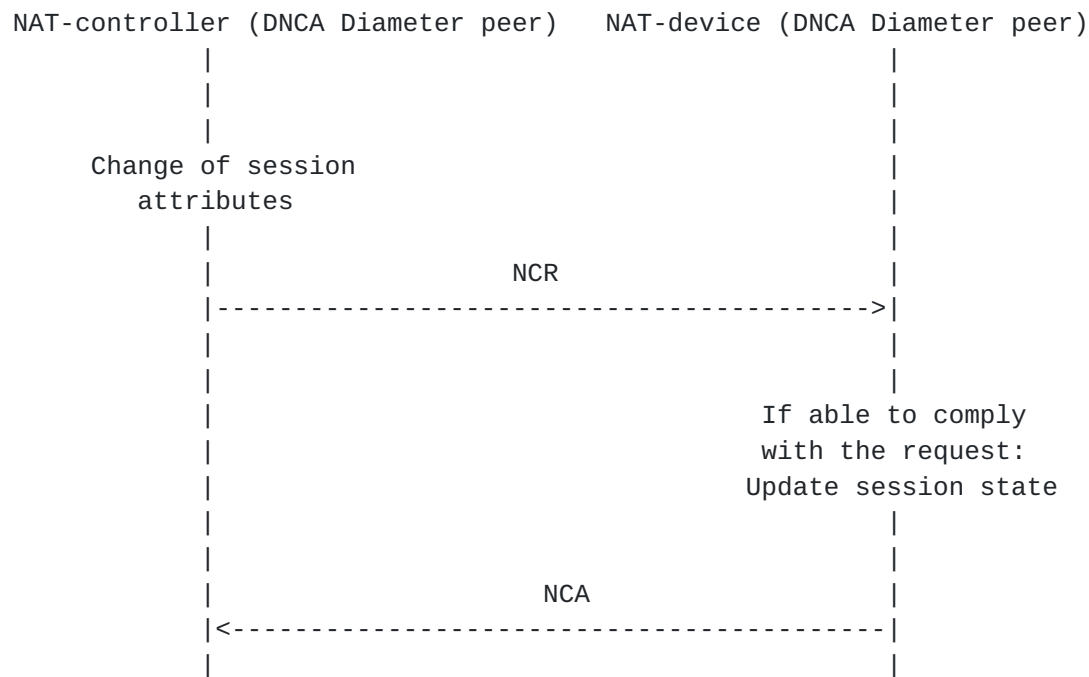 NAT-controller (DNCA Diameter peer)   NAT-device (DNCA Diameter peer)
Change of session
attributes
NCR
If able to comply
with the request:
Update session state
NCA